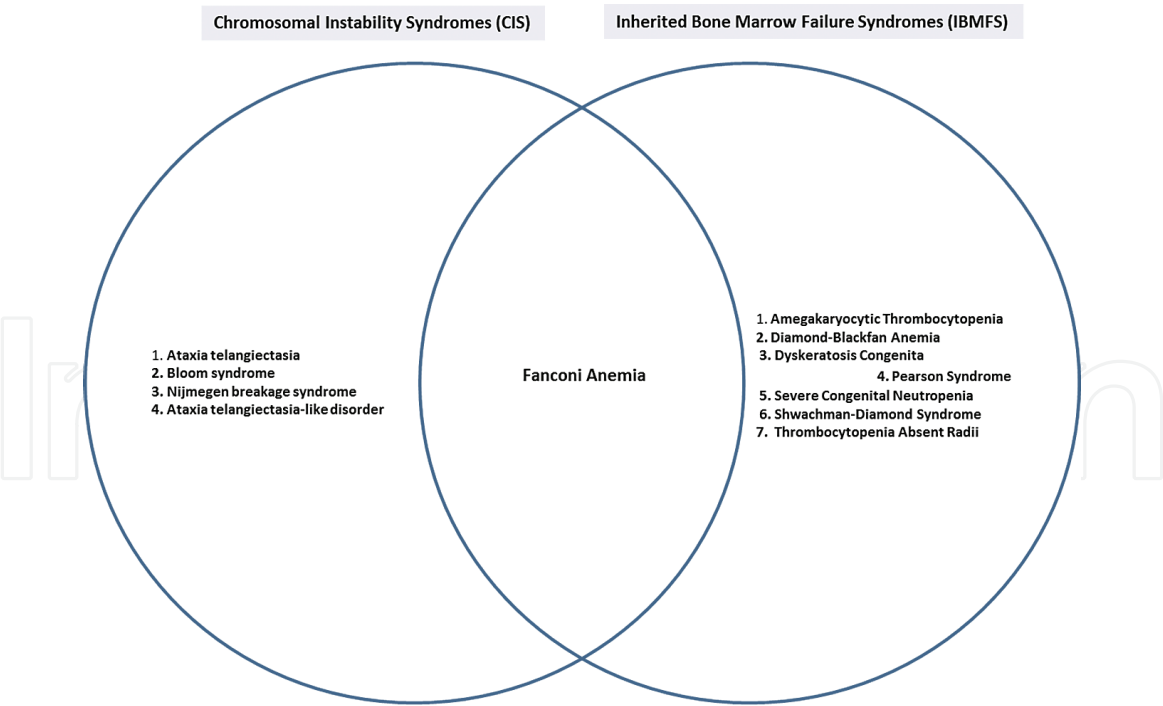 Chromosomal Instability Syndromes (CIS)
Inherited Bone Marrow Failure Syndromes (IBMFS)
1. Ataxia telangiectasia
2. Bloom syndrome
3. Nijmegen breakage syndrome
4. Ataxia telangiectasia-like disorder
Fanconi Anemia
1. Amegakaryocytic Thrombocytopenia
2. Diamond-Blackfan Anemia
3. Dyskeratosis Congenita
4. Pearson Syndrome
5. Severe Congenital Neutropenia
6. Shwachman-Diamond Syndrome
7. Thrombocytopenia Absent Radii